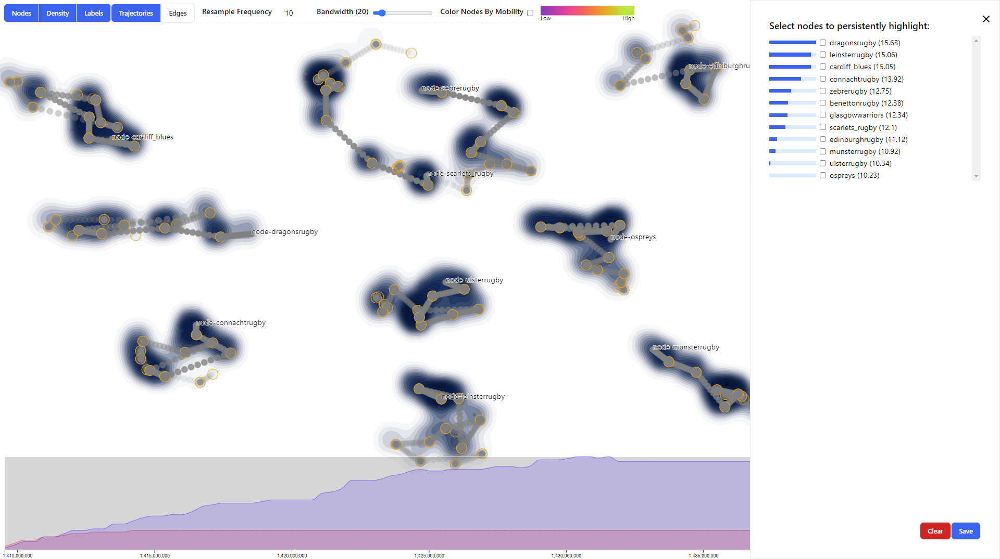 Nodes Density Labels Trajectories Edges Resample Frequency 10 Bandwidth (20) Color Nodes By Mobility
Low High
node-edinburghru
node-zebrerugby
node-cardiff_blues
node-scarlets_rugby
node-dragonsrugby
node-ospreys
node-ulsterrugby
node-connachtrugby
node-munsterrugby
node-leinsterrugby
1,410,000,000 1,415,000,000 1,420,000,000 1,425,000,000 1,430,000,000 1,435,000,000
Select nodes to persistently highlight:
dragonsrugby (15.63)
leinsterrugby (15.06)
cardiff_blues (15.05)
connachtrugby (13.92)
zebrerugby (12.75)
benettonrugby (12.38)
glasgowwarriors (12.34)
scarlets_rugby (12.1)
edinburghrugby (11.12)
munsterrugby (10.92)
ulsterrugby (10.34)
ospreys (10.23)
Clear Save